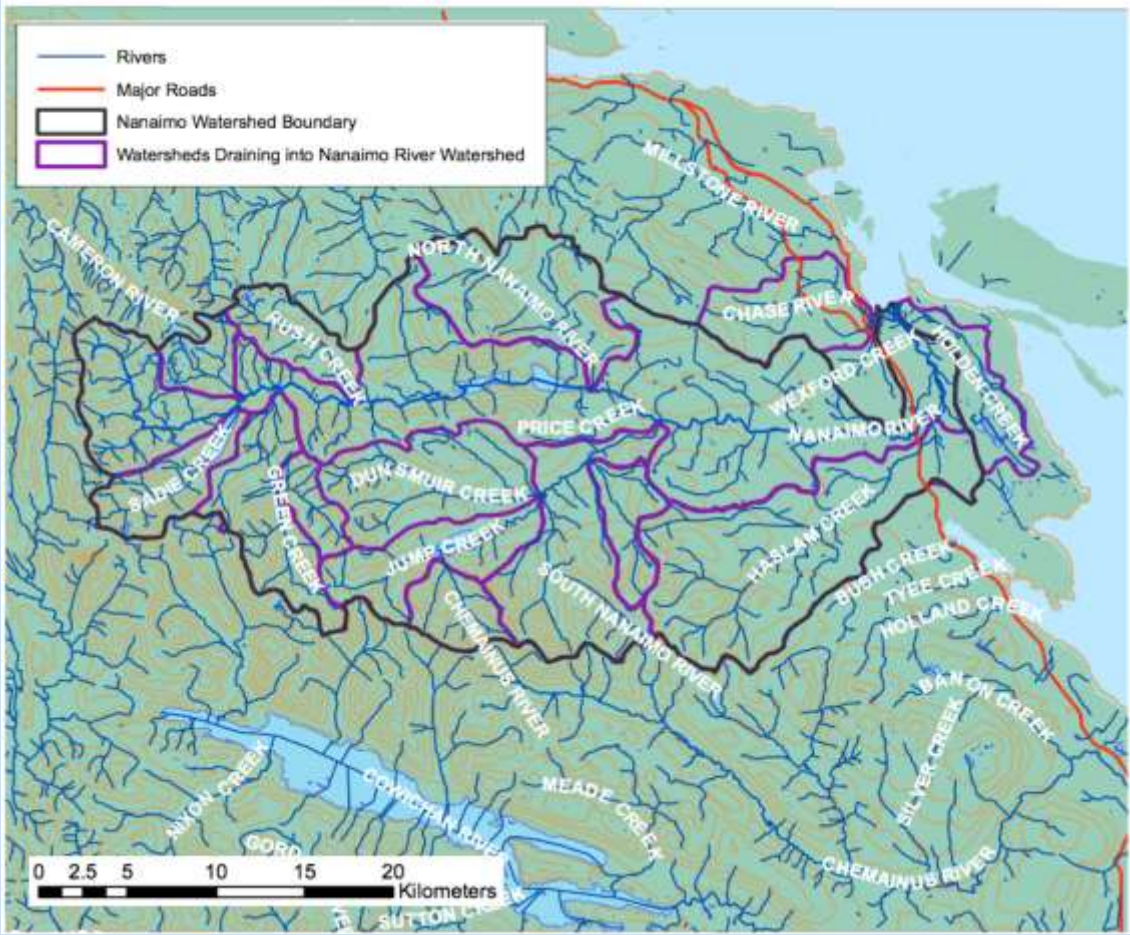 Rivers
Major Roads
Nanaimo Watershed Boundary
Watersheds Draining into Nanaimo River Watershed
MILLSTONE RIVER
CAMERON RIVER
NORTH NANAIMO RIVER
RUSH CREEK
CHASE RIVER
HOLDEN CREEK
WEXFORD CREEK
PRICE CREEK
NANAIMO RIVER
SADIE CREEK
GREEN CREEK
DUNSMUIR CREEK
JUMP CREEK
HASLAM CREEK
BUSH CREEK
TYEE CREEK
HOLLAND CREEK
CHEMAINUS RIVER
SOUTH NANAIMO RIVER
BANON CREEK
SILVER CREEK
NIXON CREEK
COWICHAN RIVER
MEADE CREEK
CHEMAINUS RIVER
GORD
SUTTON CREEK
0 2.5 5 10 15 20
Kilometers